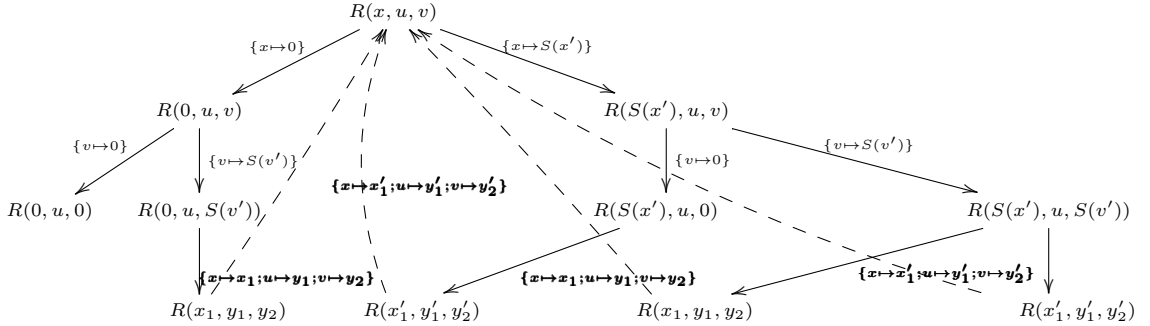 R(x, u, v)
{x↦0} {x↦S(x′)}
R(0, u, v) R(S(x′), u, v)
{v↦0} {v↦S(v′)} {v↦0} {v↦S(v′)}
{x↦x′₁;u↦y′₁;v↦y′₂}
R(0, u, 0) R(0, u, S(v′)) R(S(x′), u, 0) R(S(x′), u, S(v′))
{x↦x₁;u↦y₁;v↦y₂} {x↦x₁;u↦y₁;v↦y₂} {x↦x′₁;u↦y′₁;v↦y′₂}
R(x₁, y₁, y₂) R(x′₁, y′₁, y′₂) R(x₁, y₁, y₂) R(x′₁, y′₁, y′₂)